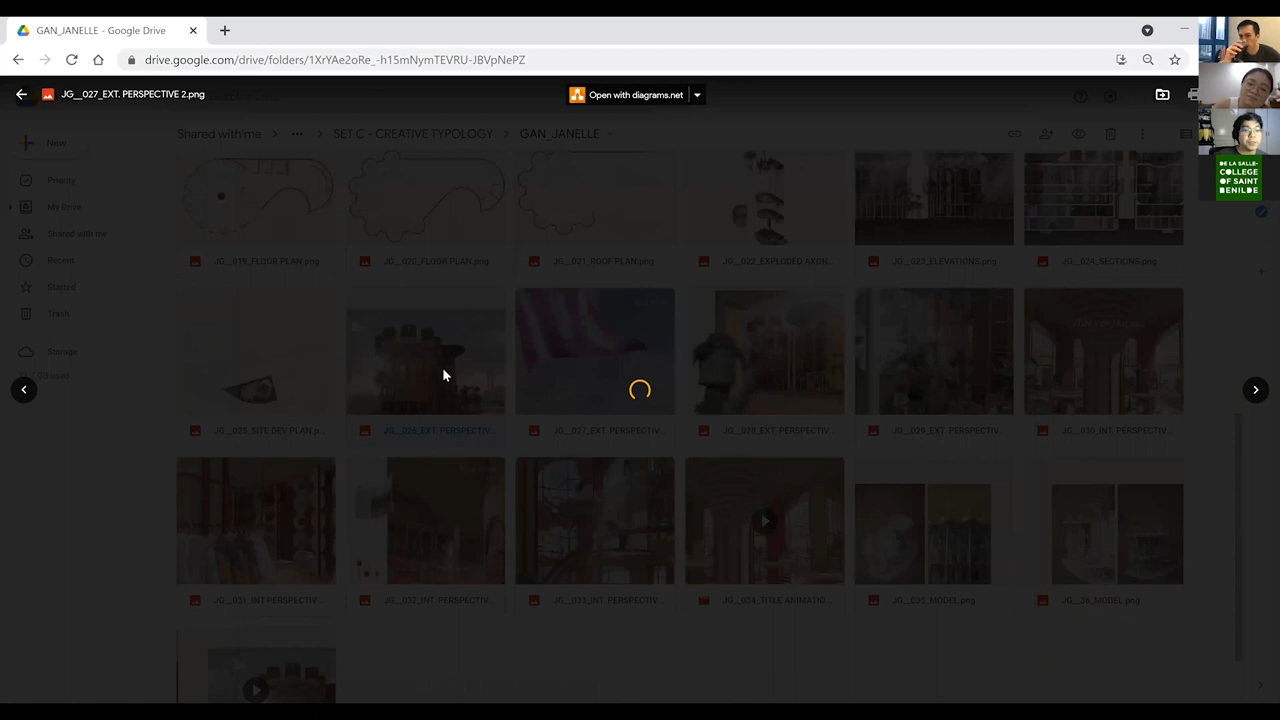 GAN_JANELLE - Google Drive
drive.google.com/drive/folders/1XrYAe2oRe_-h15mNymTEVRU-JBVpNePZ
JG__027_EXT. PERSPECTIVE 2.png
Open with diagrams.net
DE LA SALLE-
COLLEGE
OF SAINT
BENILDE
Shared with me
SET C - CREATIVE TYPOLOGY
GAN_JANELLE
New
Priority
My Drive
Shared with me
Recent
Starred
Trash
Storage
JG__019_FLOOR PLAN.png
JG__020_FLOOR PLAN.png
JG__021_ROOF PLAN.png
JG__022_EXPLODED AXON...
JG__023_ELEVATIONS.png
JG__024_SECTIONS.png
JG__025_SITE DEV PLAN.p...
JG__026_EXT. PERSPECTIV...
JG__027_EXT. PERSPECTIV...
JG__028_EXT. PERSPECTIV...
JG__029_EXT. PERSPECTIV...
JG__030_INT. PERSPECTIV...
JG__031_INT.PERSPECTIV...
JG__032_INT. PERSPECTIV...
JG__033_INT. PERSPECTIV...
JG__034_TITLE ANIMATIO...
JG__035_MODEL.png
JG__36_MODEL.png